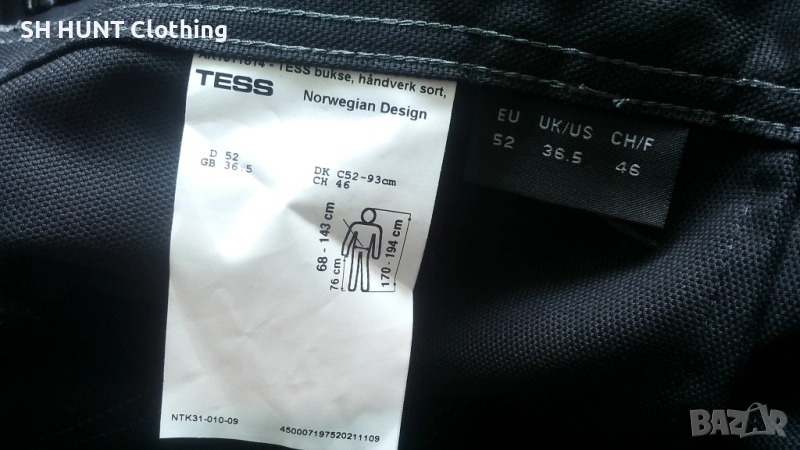 SH HUNT Clothing
- TESS bukse, håndverk sort,
TESS
Norwegian Design
D 52
GB 36.5
DK C52-93cm
CH 46
68 - 143 cm
76 cm
170 - 194 cm
NTK31-010-09
450007197520211109
EU UK/US CH/F
52 36.5 46
BAZAR